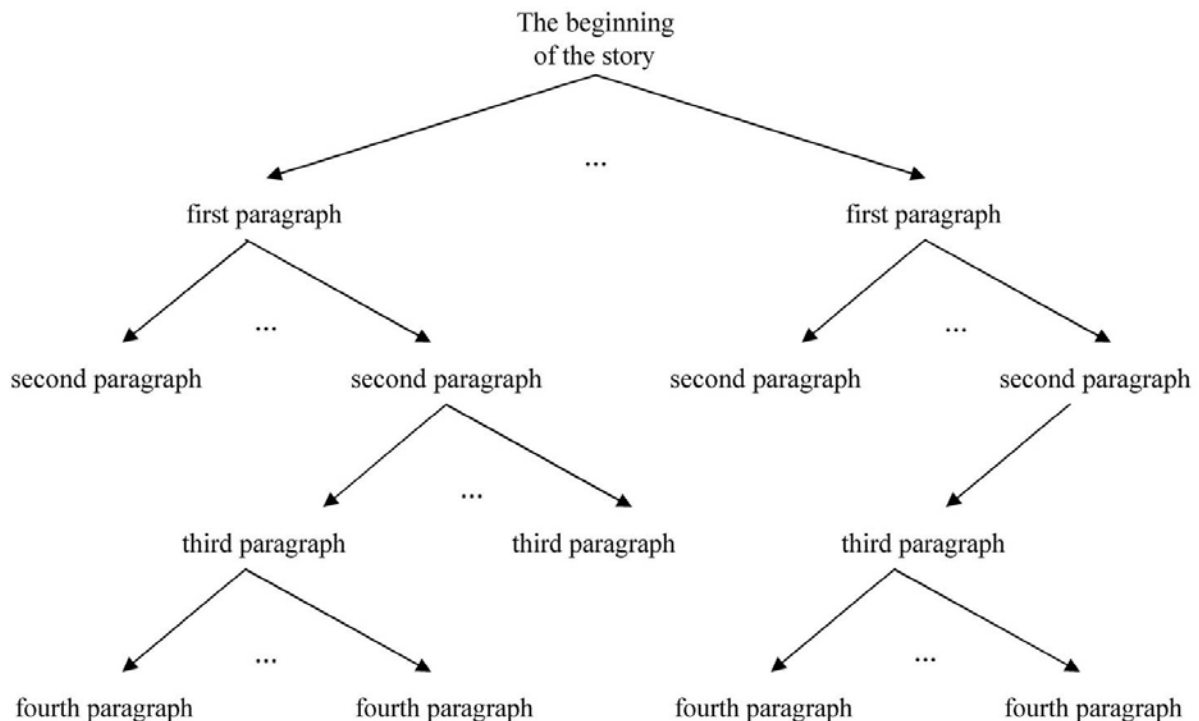 The beginning
of the story
...
first paragraph first paragraph
... ...
second paragraph second paragraph second paragraph second paragraph
...
third paragraph third paragraph third paragraph
... ...
fourth paragraph fourth paragraph fourth paragraph fourth paragraph